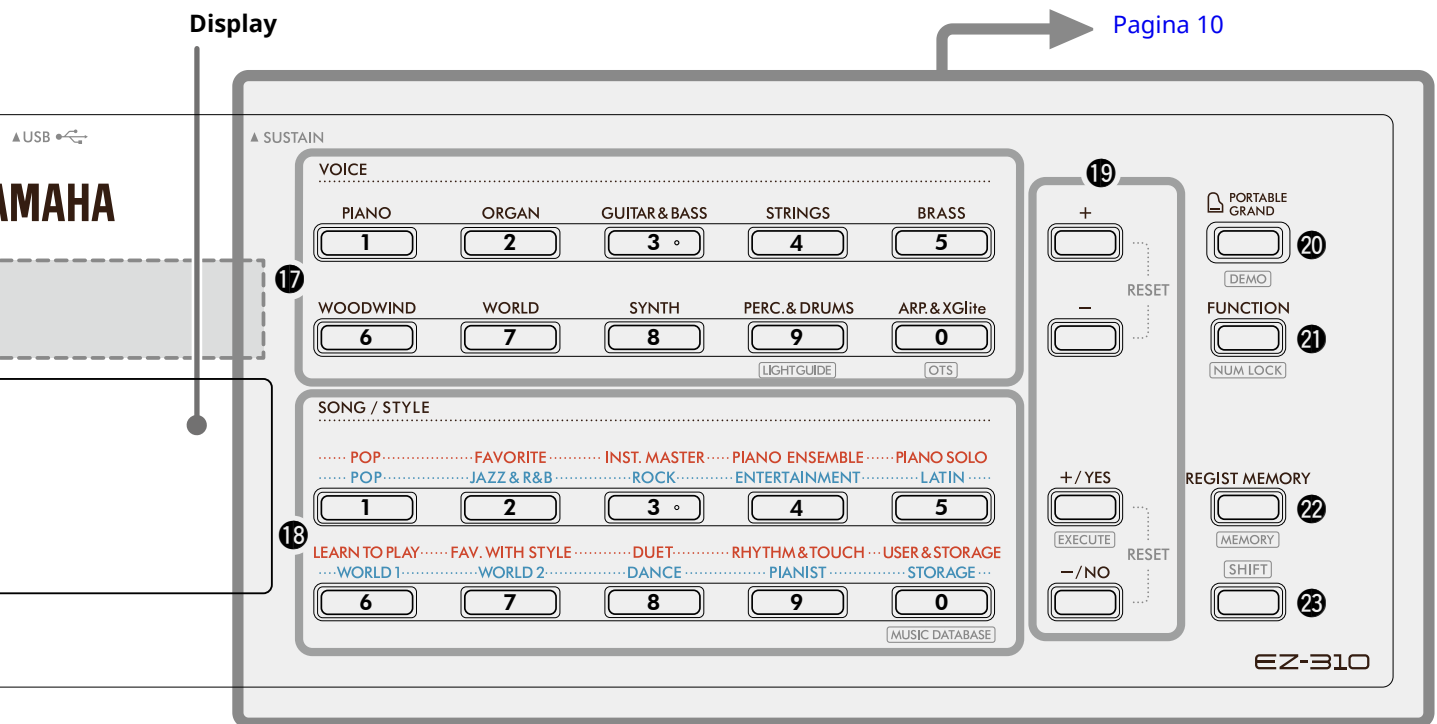 Display
Pagina 10
USB
SUSTAIN
AMAHA
VOICE
PIANO ORGAN GUITAR & BASS STRINGS BRASS
1 2 3 4 5
WOODWIND WORLD SYNTH PERC. & DRUMS ARP. & XGlite
6 7 8 9 0
LIGHTGUIDE OTS
⓱
SONG / STYLE
POP FAVORITE INST. MASTER PIANO ENSEMBLE PIANO SOLO
POP JAZZ & R&B ROCK ENTERTAINMENT LATIN
1 2 3 4 5
LEARN TO PLAY FAV. WITH STYLE DUET RHYTHM & TOUCH USER & STORAGE
WORLD 1 WORLD 2 DANCE PIANIST STORAGE
6 7 8 9 0
MUSIC DATABASE
⓲
⓳
+
RESET
−
+/YES
EXECUTE
RESET
−/NO
PORTABLE
GRAND
⓴
DEMO
FUNCTION
㉑
NUM LOCK
REGIST MEMORY
㉒
MEMORY
SHIFT
㉓
EZ-310